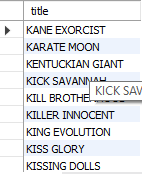 title
KANE EXORCIST
KARATE MOON
KENTUCKIAN GIANT
KICK SAVANNAH
KICK SAV
KILL BROTHE
KILLER INNOCENT
KING EVOLUTION
KISS GLORY
KISSING DOLLS